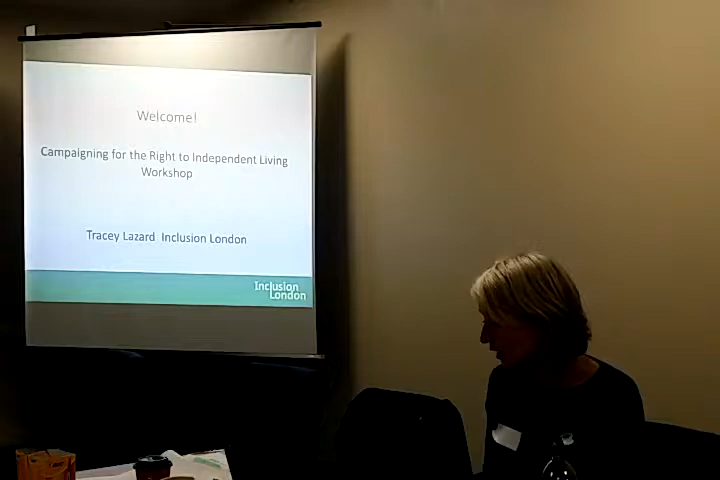 Welcome!
Campaigning for the Right to Independent Living
Workshop
Tracey Lazard Inclusion London
Inclusion
London